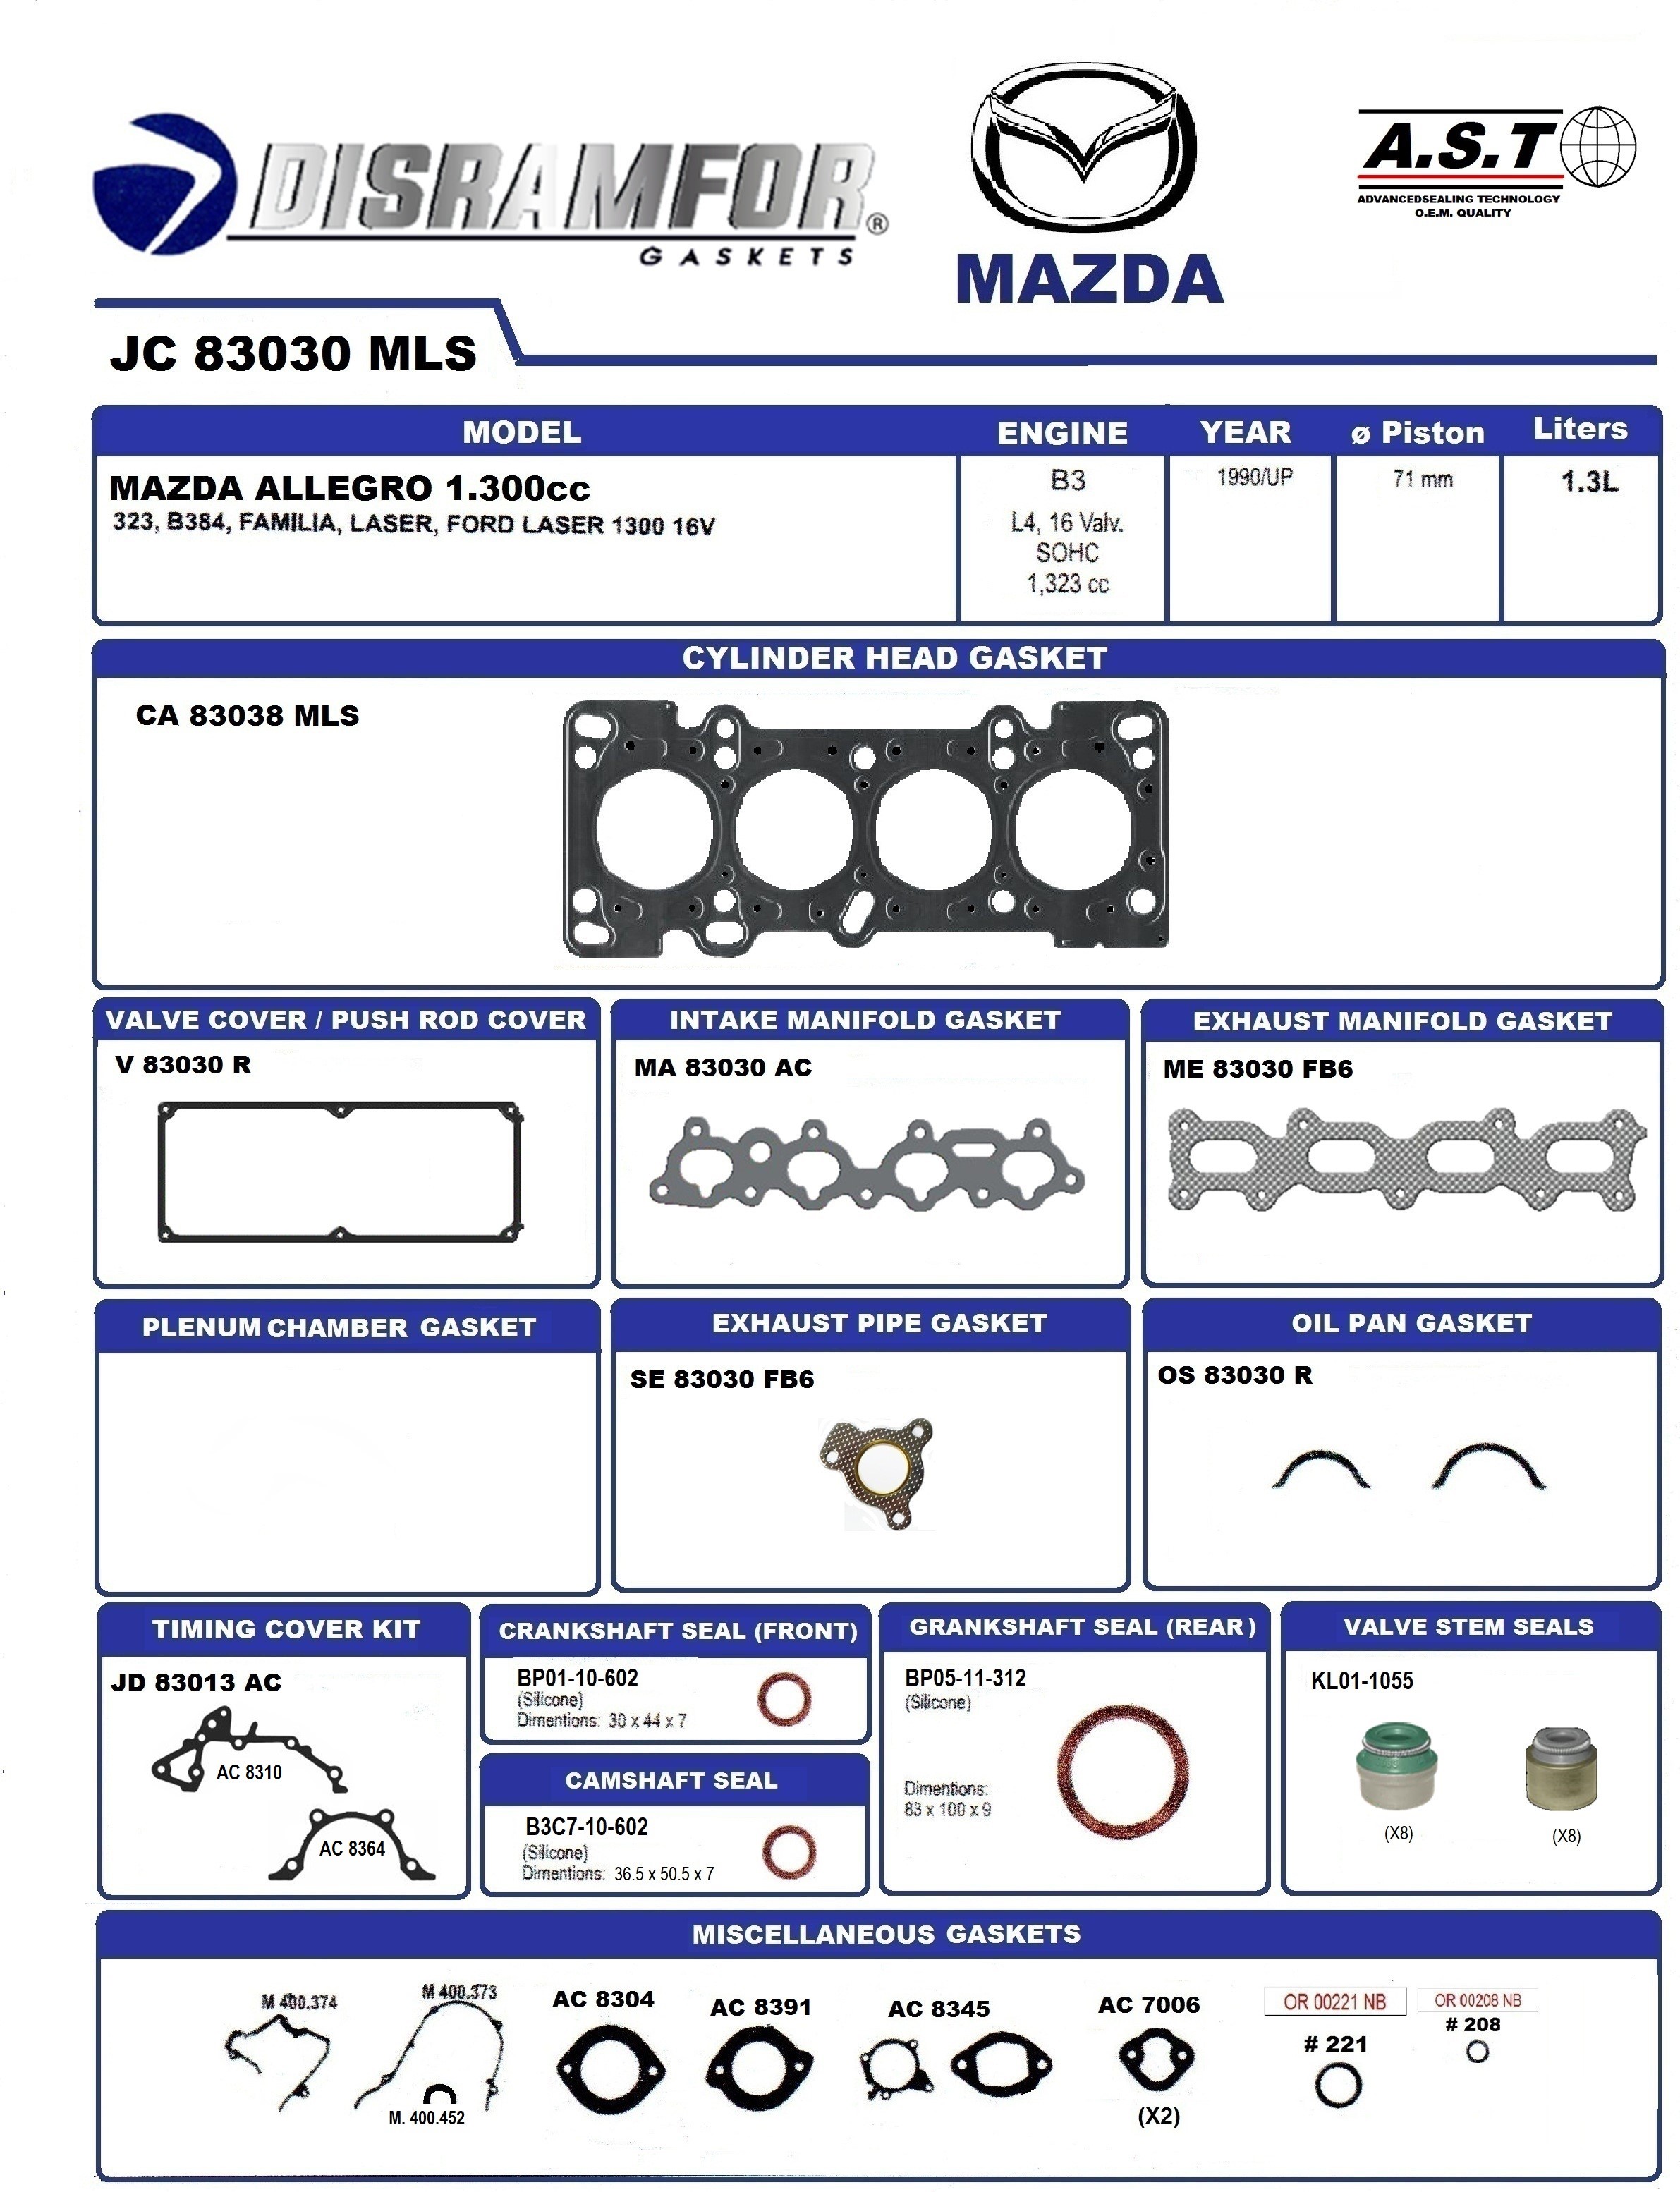 DISRAMFOR®
GASKETS
MAZDA
A.S.T
ADVANCEDSEALING TECHNOLOGY
O.E.M. QUALITY
JC 83030 MLS
MODEL ENGINE YEAR ø Piston Liters
MAZDA ALLEGRO 1.300cc
323, B384, FAMILIA, LASER, FORD LASER 1300 16V
B3
L4, 16 Valv.
SOHC
1,323 cc
1990/UP
71 mm
1.3L
CYLINDER HEAD GASKET
CA 83038 MLS
VALVE COVER / PUSH ROD COVER
V 83030 R
INTAKE MANIFOLD GASKET
MA 83030 AC
EXHAUST MANIFOLD GASKET
ME 83030 FB6
PLENUM CHAMBER GASKET
EXHAUST PIPE GASKET
SE 83030 FB6
OIL PAN GASKET
OS 83030 R
TIMING COVER KIT
JD 83013 AC
AC 8310
AC 8364
CRANKSHAFT SEAL (FRONT)
BP01-10-602
(Silicone)
Dimentions: 30 x 44 x 7
CAMSHAFT SEAL
B3C7-10-602
(Silicone)
Dimentions: 36.5 x 50.5 x 7
GRANKSHAFT SEAL (REAR)
BP05-11-312
(Silicone)
Dimentions:
83 x 100 x 9
VALVE STEM SEALS
KL01-1055
(X8)
(X8)
MISCELLANEOUS GASKETS
M 400.374
M 400.373
M. 400.452
AC 8304
AC 8391
AC 8345
AC 7006
(X2)
OR 00221 NB
# 221
OR 00208 NB
# 208